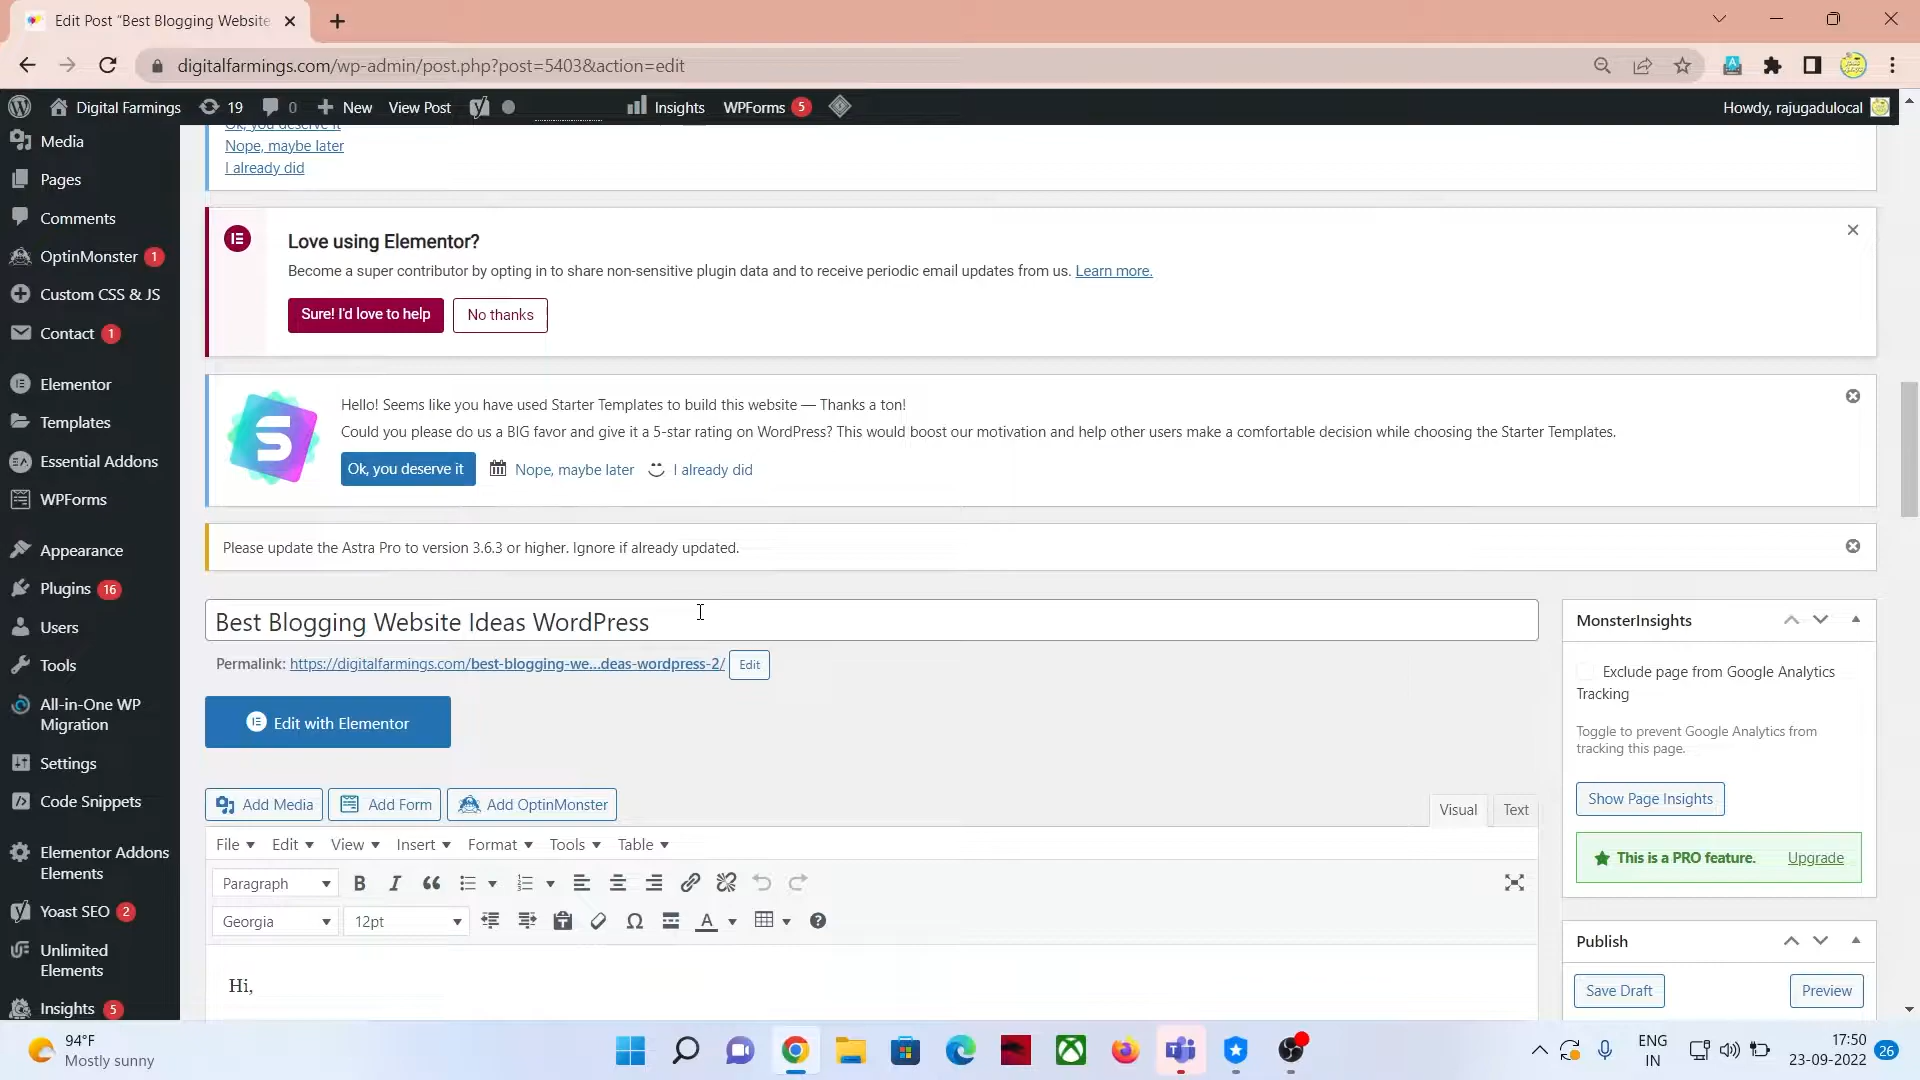 Edit Post "Best Blogging Website
digitalfarmings.com/wp-admin/post.php?post=5403&action=edit
Digital Farmings
19
0
New
View Post
Insights
WPForms
5
Howdy, rajugadulocal
Media
Pages
Comments
OptinMonster 1
Custom CSS & JS
Contact 1
Elementor
Templates
Essential Addons
WPForms
Appearance
Plugins 16
Users
Tools
All-in-One WP
Migration
Settings
Code Snippets
Elementor Addons
Elements
Yoast SEO 2
Unlimited
Elements
Insights 5
Ok, you deserve it
Nope, maybe later
I already did
Love using Elementor?
Become a super contributor by opting in to share non-sensitive plugin data and to receive periodic email updates from us. Learn more.
Sure! I'd love to help
No thanks
Hello! Seems like you have used Starter Templates to build this website — Thanks a ton!
Could you please do us a BIG favor and give it a 5-star rating on WordPress? This would boost our motivation and help other users make a comfortable decision while choosing the Starter Templates.
Ok, you deserve it
Nope, maybe later
I already did
Please update the Astra Pro to version 3.6.3 or higher. Ignore if already updated.
Best Blogging Website Ideas WordPress
Permalink: https://digitalfarmings.com/best-blogging-we...deas-wordpress-2/ Edit
Edit with Elementor
Add Media
Add Form
Add OptinMonster
Visual
Text
File
Edit
View
Insert
Format
Tools
Table
Paragraph
Georgia
12pt
Hi,
MonsterInsights
Exclude page from Google Analytics
Tracking
Toggle to prevent Google Analytics from
tracking this page.
Show Page Insights
This is a PRO feature.
Upgrade
Publish
Save Draft
Preview
94°F
Mostly sunny
ENG
IN
17:50
23-09-2022
26